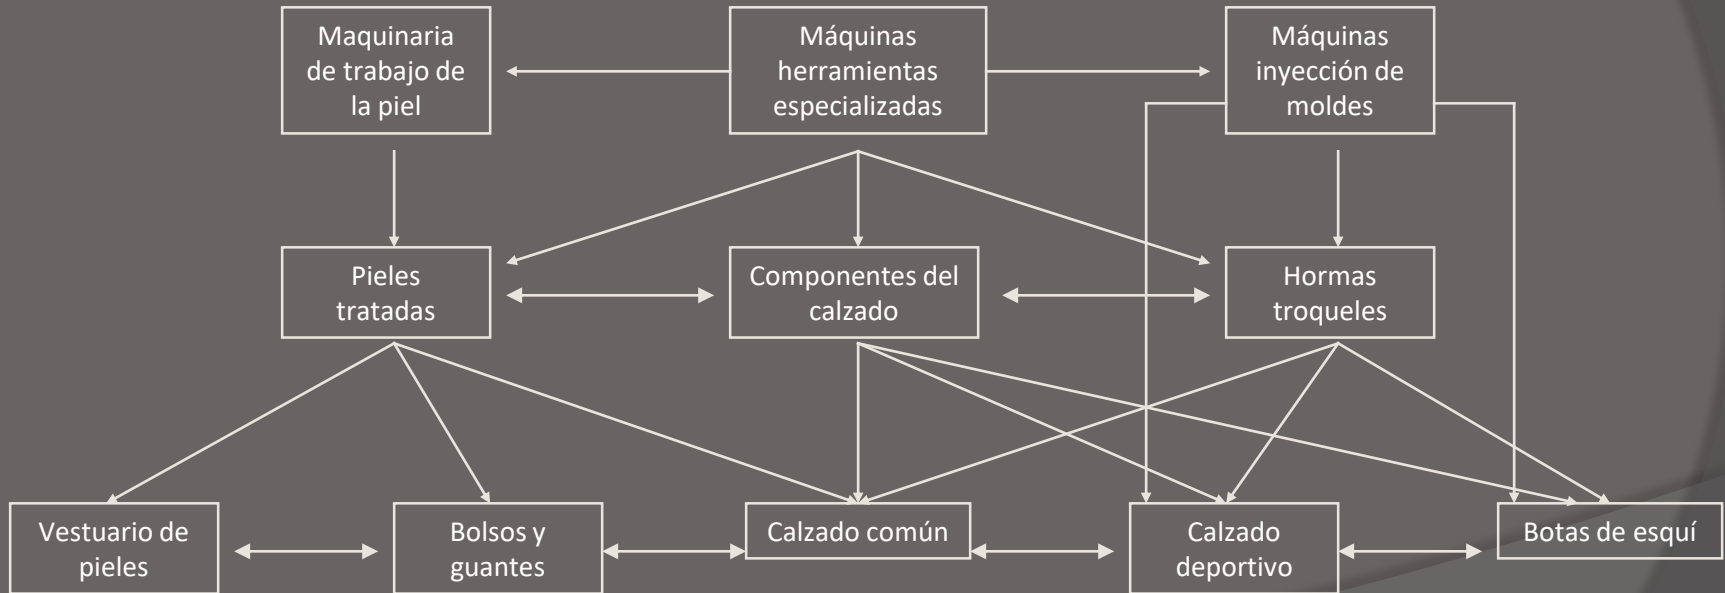 Maquinaria
de trabajo de
la piel
Máquinas
herramientas
especializadas
Máquinas
inyección de
moldes
Pieles
tratadas
Componentes del
calzado
Hormas
troqueles
Vestuario de
pieles
Bolsos y
guantes
Calzado común
Calzado
deportivo
Botas de esquí